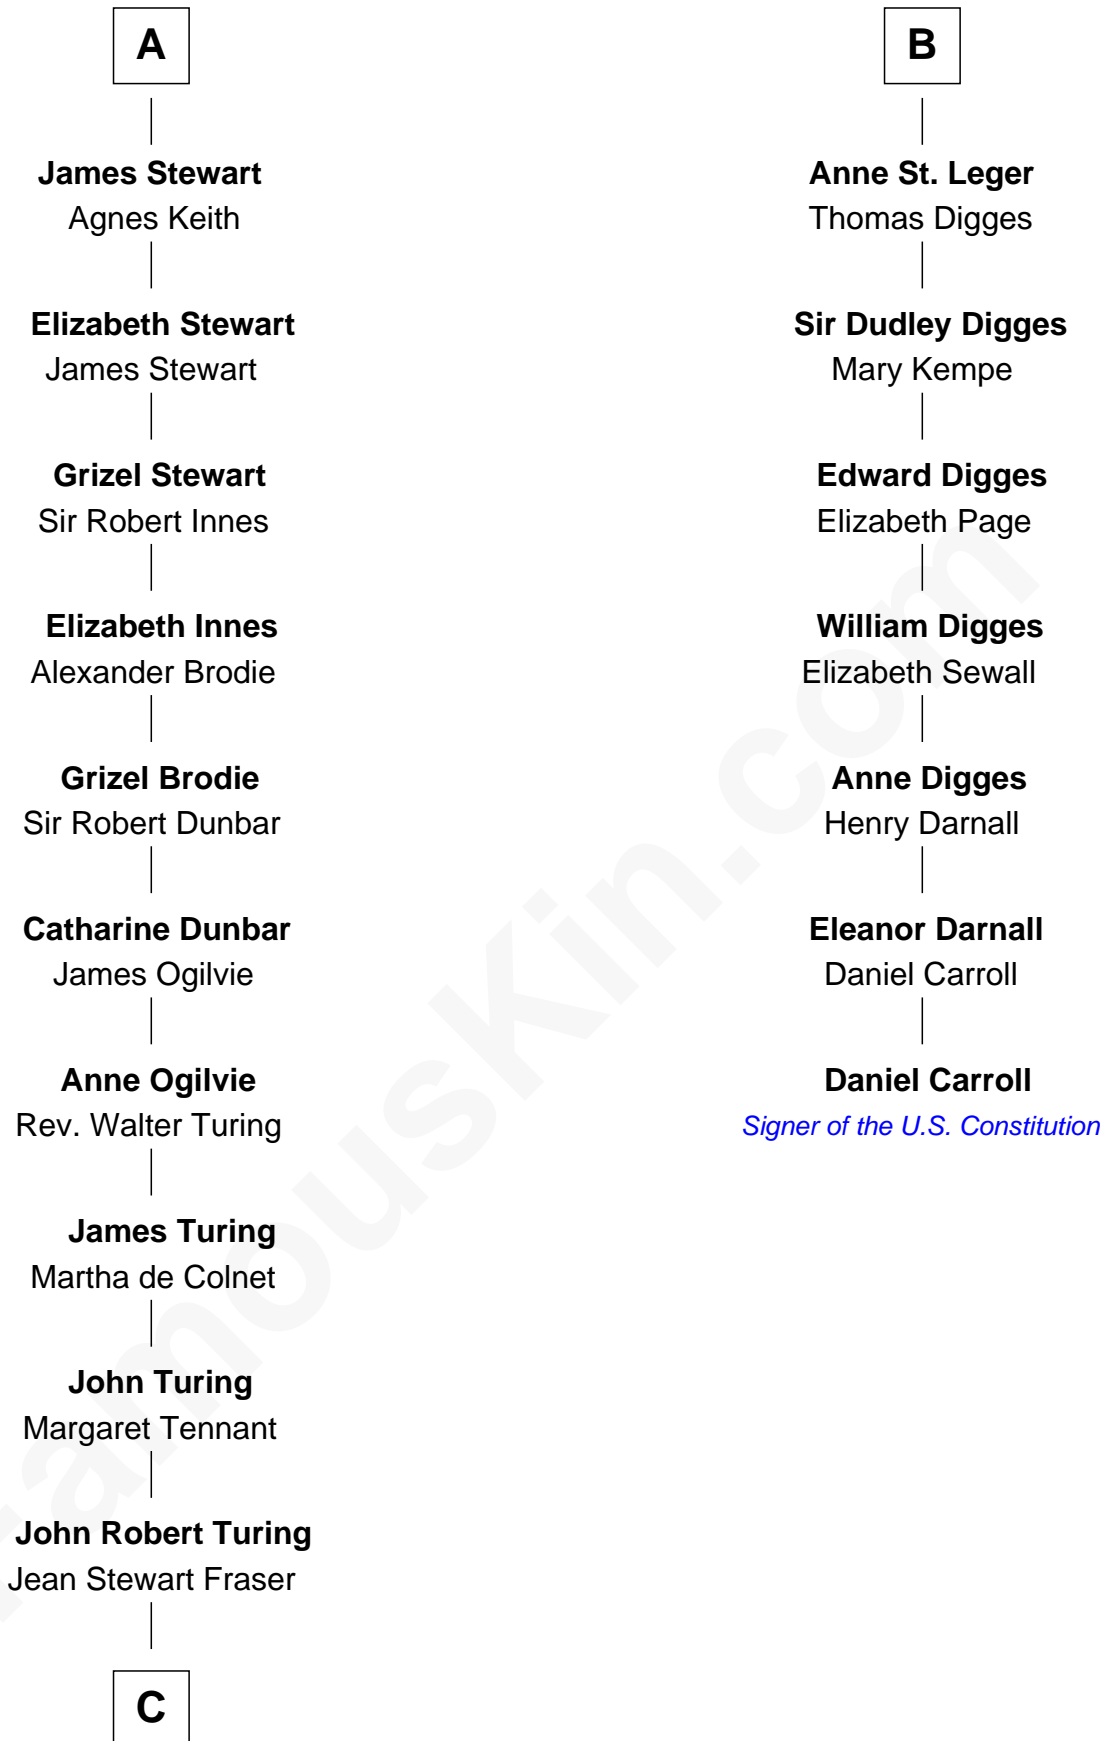 A
James Stewart
Agnes Keith
Elizabeth Stewart
James Stewart
Grizel Stewart
Sir Robert Innes
Elizabeth Innes
Alexander Brodie
Grizel Brodie
Sir Robert Dunbar
Catharine Dunbar
James Ogilvie
Anne Ogilvie
Rev. Walter Turing
James Turing
Martha de Colnet
John Turing
Margaret Tennant
John Robert Turing
Jean Stewart Fraser
C
B
Anne St. Leger
Thomas Digges
Sir Dudley Digges
Mary Kempe
Edward Digges
Elizabeth Page
William Digges
Elizabeth Sewall
Anne Digges
Henry Darnall
Eleanor Darnall
Daniel Carroll
Daniel Carroll
Signer of the U.S. Constitution
FamousKin.com